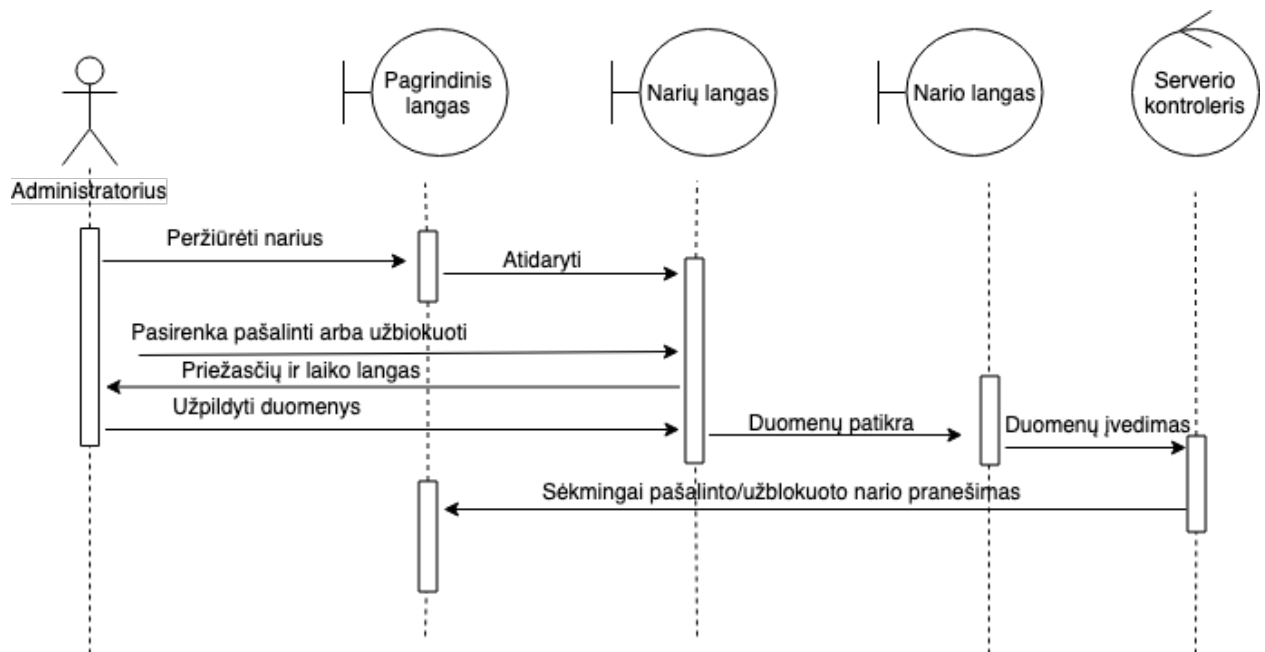 Pagrindinis
langas
Narių langas
Nario langas
Serverio
kontroleris
Administratorius
Peržiūrėti narius
Atidaryti
Pasirenka pašalinti arba užbiokuoti
Priežasčių ir laiko langas
Užpildyti duomenys
Duomenų patikra
Duomenų įvedimas
Sėkmingai pašalinto/užblokuoto nario pranešimas